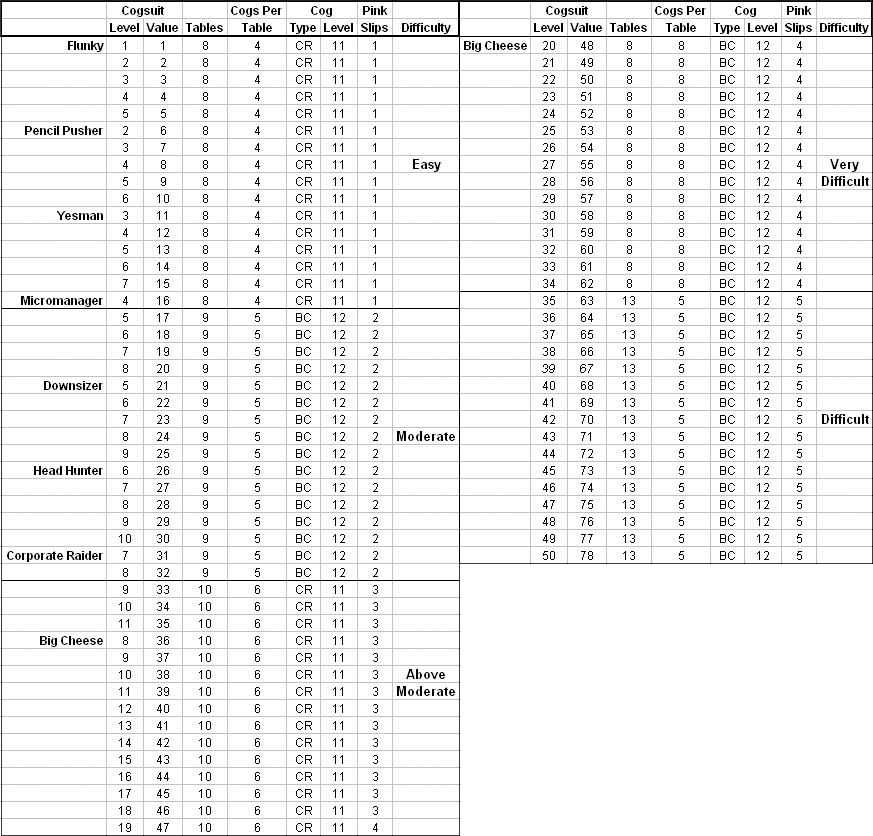 Cogsuit Cogs Per Cog Pink
Level Value Tables Table Type Level Slips Difficulty
Flunky 1 1 8 4 CR 11 1
2 2 8 4 CR 11 1
3 3 8 4 CR 11 1
4 4 8 4 CR 11 1
5 5 8 4 CR 11 1
Pencil Pusher 2 6 8 4 CR 11 1
3 7 8 4 CR 11 1
4 8 8 4 CR 11 1 Easy
5 9 8 4 CR 11 1
6 10 8 4 CR 11 1
Yesman 3 11 8 4 CR 11 1
4 12 8 4 CR 11 1
5 13 8 4 CR 11 1
6 14 8 4 CR 11 1
7 15 8 4 CR 11 1
Micromanager 4 16 8 4 CR 11 1
5 17 9 5 BC 12 2
6 18 9 5 BC 12 2
7 19 9 5 BC 12 2
8 20 9 5 BC 12 2
Downsizer 5 21 9 5 BC 12 2
6 22 9 5 BC 12 2
7 23 9 5 BC 12 2
8 24 9 5 BC 12 2 Moderate
9 25 9 5 BC 12 2
Head Hunter 6 26 9 5 BC 12 2
7 27 9 5 BC 12 2
8 28 9 5 BC 12 2
9 29 9 5 BC 12 2
10 30 9 5 BC 12 2
Corporate Raider 7 31 9 5 BC 12 2
8 32 9 5 BC 12 2
9 33 10 6 CR 11 3
10 34 10 6 CR 11 3
11 35 10 6 CR 11 3
Big Cheese 8 36 10 6 CR 11 3
9 37 10 6 CR 11 3
10 38 10 6 CR 11 3 Above
11 39 10 6 CR 11 3 Moderate
12 40 10 6 CR 11 3
13 41 10 6 CR 11 3
14 42 10 6 CR 11 3
15 43 10 6 CR 11 3
16 44 10 6 CR 11 3
17 45 10 6 CR 11 3
18 46 10 6 CR 11 3
19 47 10 6 CR 11 4
Cogsuit Cogs Per Cog Pink
Level Value Tables Table Type Level Slips Difficulty
Big Cheese 20 48 8 8 BC 12 4
21 49 8 8 BC 12 4
22 50 8 8 BC 12 4
23 51 8 8 BC 12 4
24 52 8 8 BC 12 4
25 53 8 8 BC 12 4
26 54 8 8 BC 12 4
27 55 8 8 BC 12 4 Very
28 56 8 8 BC 12 4 Difficult
29 57 8 8 BC 12 4
30 58 8 8 BC 12 4
31 59 8 8 BC 12 4
32 60 8 8 BC 12 4
33 61 8 8 BC 12 4
34 62 8 8 BC 12 4
35 63 13 5 BC 12 5
36 64 13 5 BC 12 5
37 65 13 5 BC 12 5
38 66 13 5 BC 12 5
39 67 13 5 BC 12 5
40 68 13 5 BC 12 5
41 69 13 5 BC 12 5
42 70 13 5 BC 12 5 Difficult
43 71 13 5 BC 12 5
44 72 13 5 BC 12 5
45 73 13 5 BC 12 5
46 74 13 5 BC 12 5
47 75 13 5 BC 12 5
48 76 13 5 BC 12 5
49 77 13 5 BC 12 5
50 78 13 5 BC 12 5